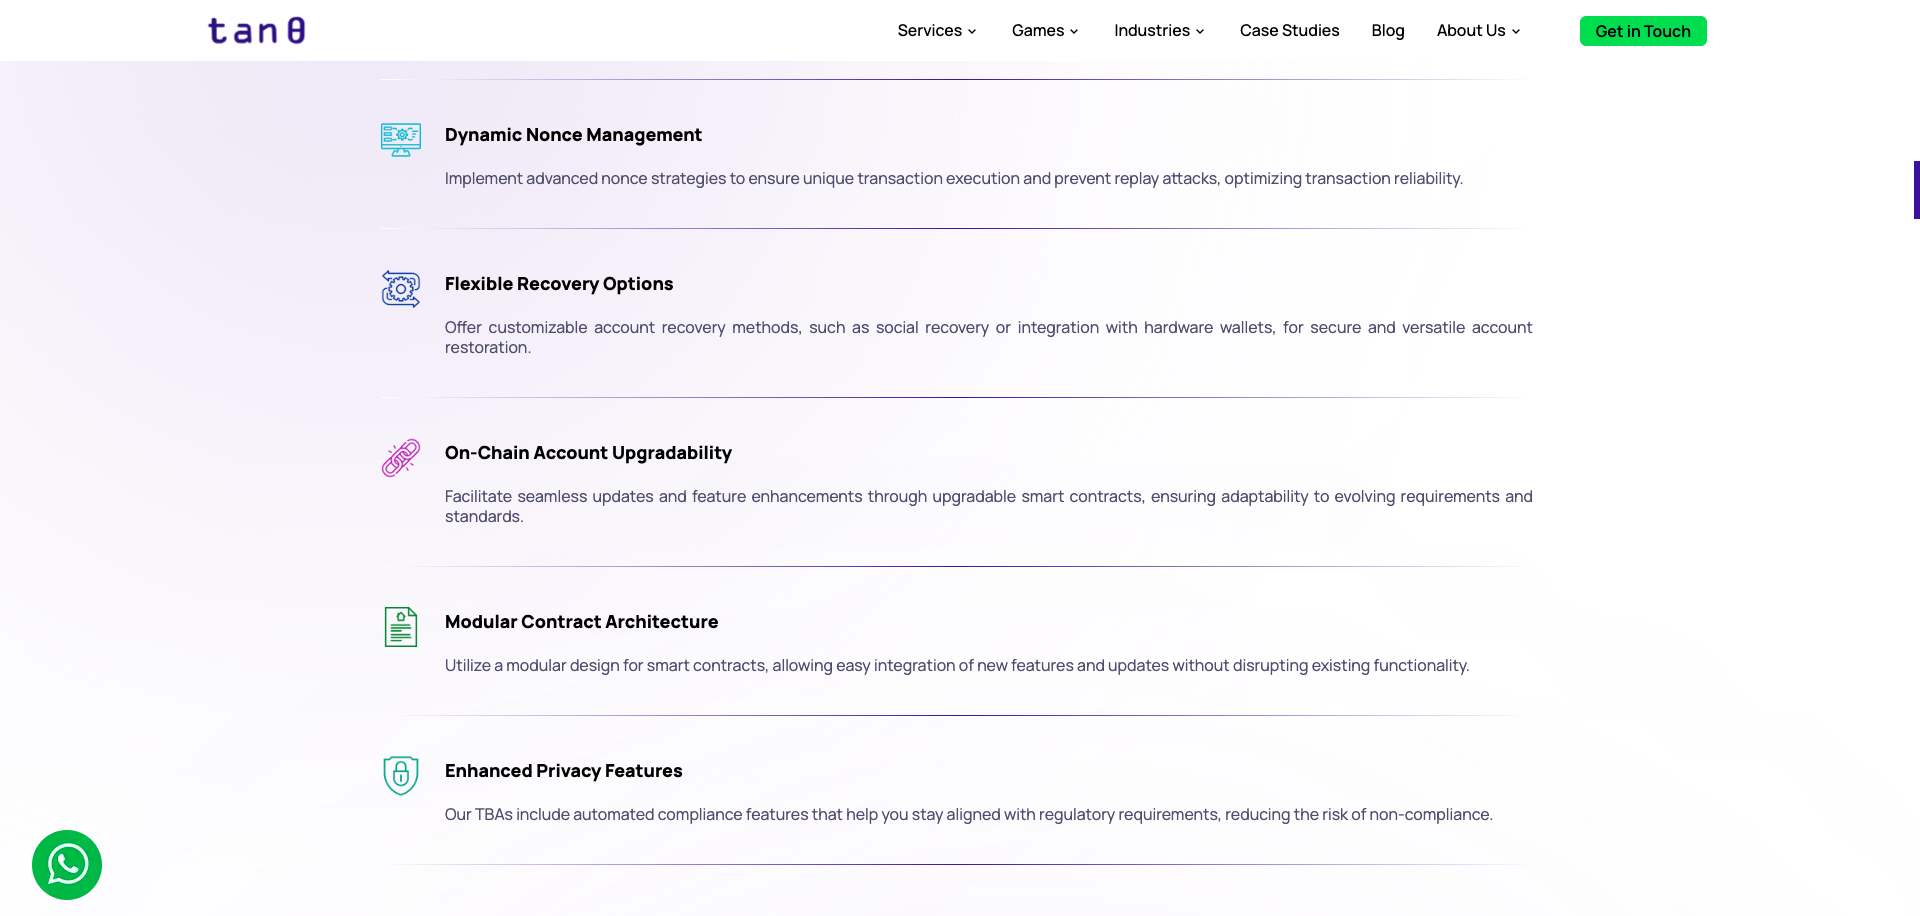 tanθ
Services
Games
Industries
Case Studies
Blog
About Us
Get in Touch
Dynamic Nonce Management
Implement advanced nonce strategies to ensure unique transaction execution and prevent replay attacks, optimizing transaction reliability.
Flexible Recovery Options
Offer customizable account recovery methods, such as social recovery or integration with hardware wallets, for secure and versatile account
restoration.
On-Chain Account Upgradability
Facilitate seamless updates and feature enhancements through upgradable smart contracts, ensuring adaptability to evolving requirements and
standards.
Modular Contract Architecture
Utilize a modular design for smart contracts, allowing easy integration of new features and updates without disrupting existing functionality.
Enhanced Privacy Features
Our TBAs include automated compliance features that help you stay aligned with regulatory requirements, reducing the risk of non-compliance.